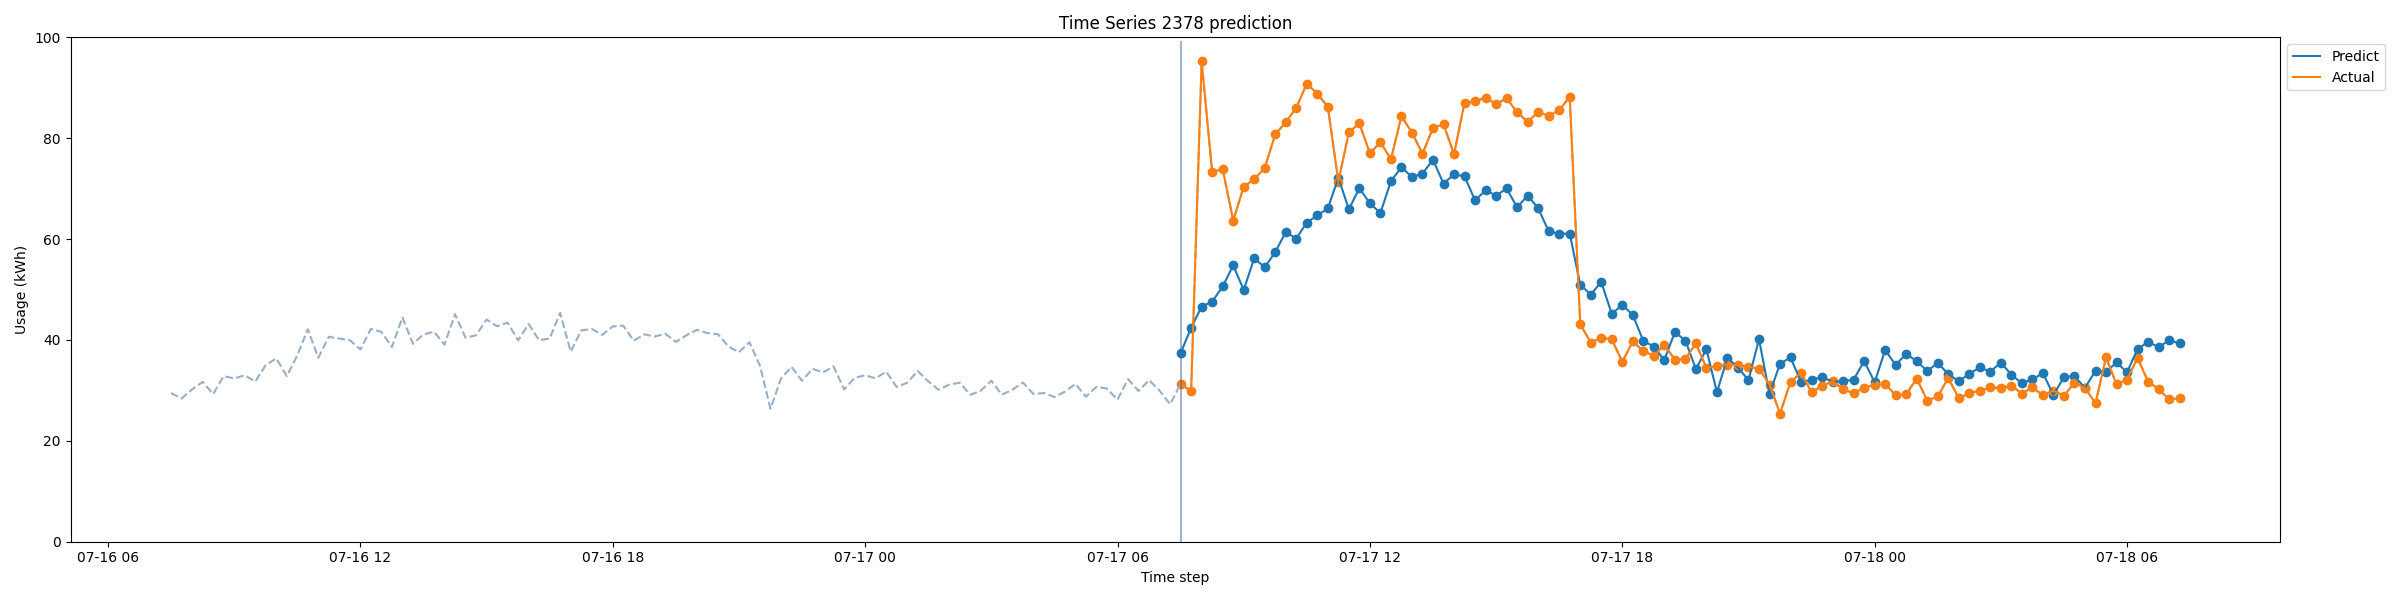 Time Series 2378 prediction
100
80
60
40
20
0
Usage (kWh)
Predict
Actual
07-16 06 07-16 12 07-16 18 07-17 00 07-17 06 07-17 12 07-17 18 07-18 00 07-18 06
Time step